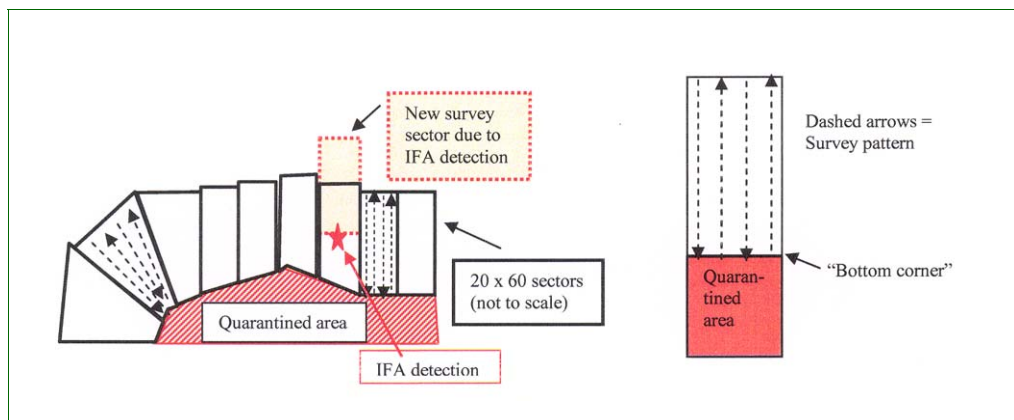 New survey
sector due to
IFA detection
20 x 60 sectors
(not to scale)
Quarantined area
IFA detection
Dashed arrows =
Survey pattern
“Bottom corner”
Quaran-
tined
area